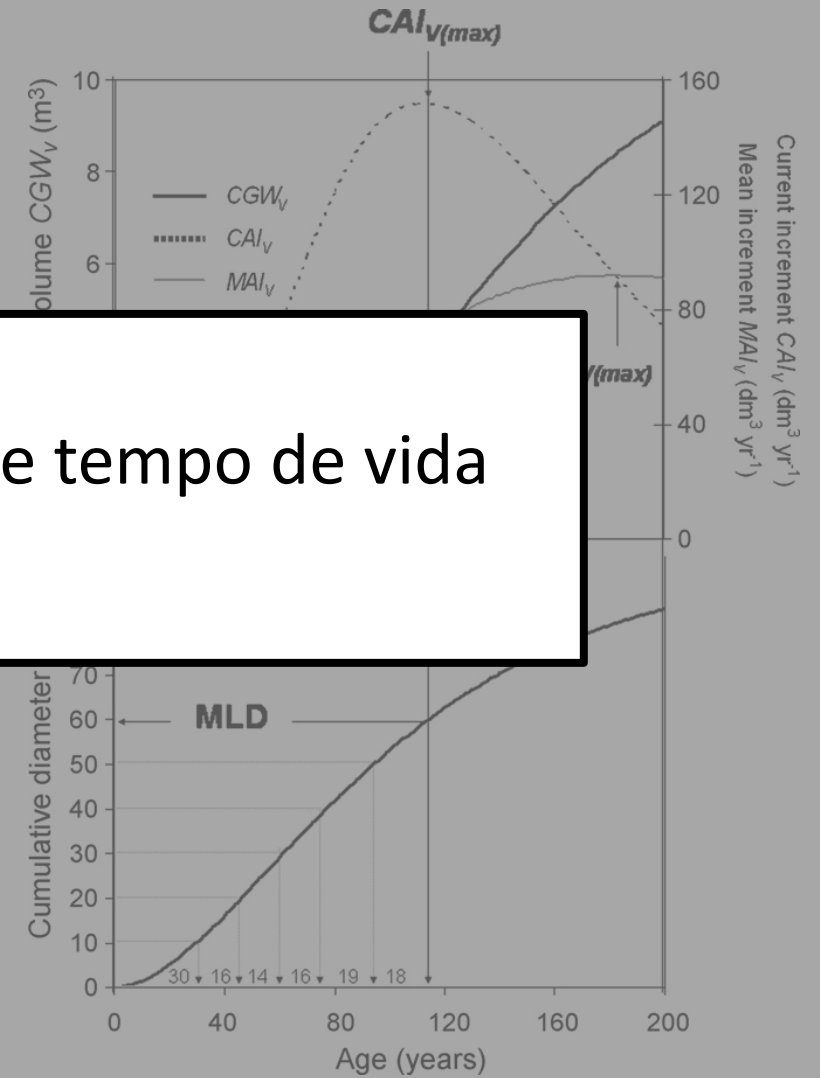 CAIV(max)
10
8
6
CGWV
CAIV
MAIV
CGWV (m3)
160
120
80
40
0
Current increment CAIV (dm3 yr-1)
Mean increment MAIV (dm3 yr-1)
(max)
e tempo de vida
Cumulative diameter
70
60
50
40
30
20
10
0
MLD
30 16 14 16 19 18
0 40 80 120 160 200
Age (years)